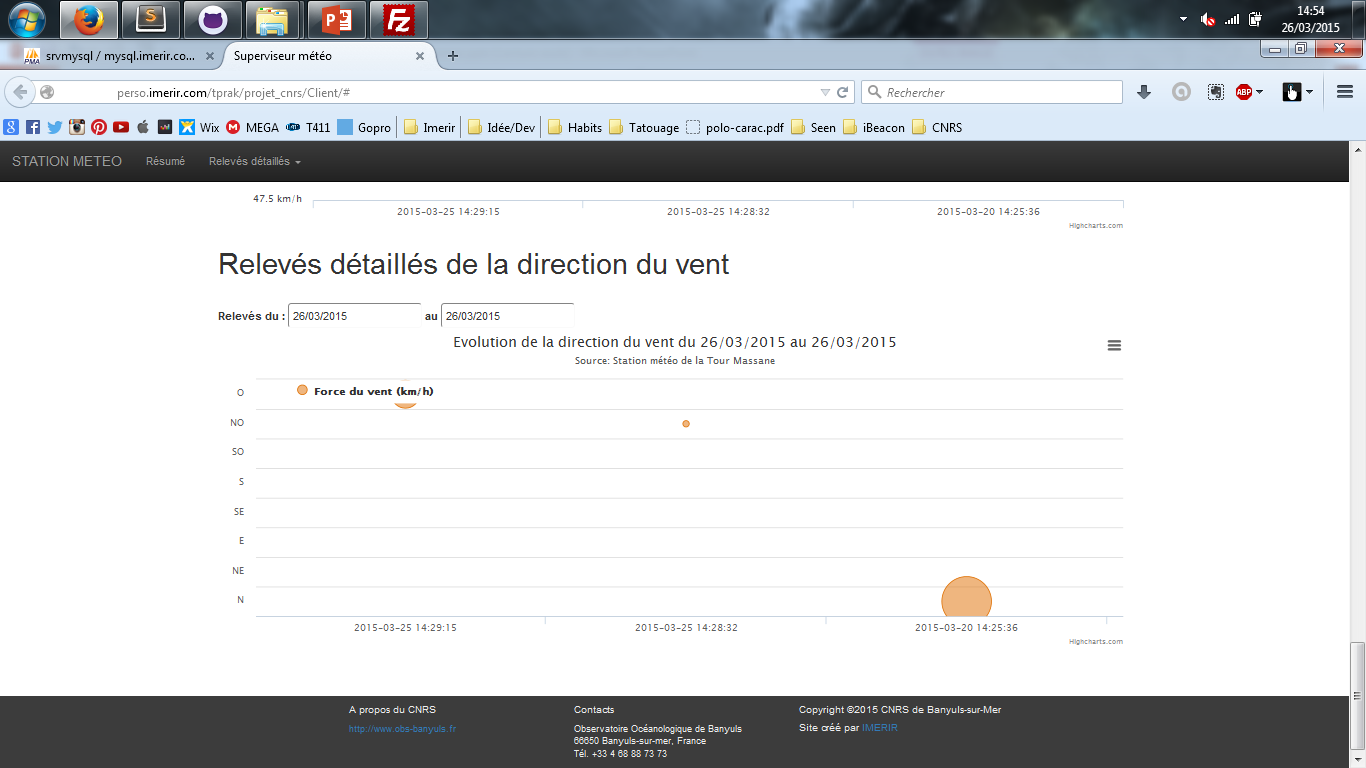 14:54
26/03/2015
srvmysql / mysql.imerir.co...
Superviseur météo
perso.imerir.com/tprak/projet_cnrs/Client/#
Rechercher
ABP
Wix
MEGA
T411
Gopro
Imerir
Idée/Dev
Habits
Tatouage
polo-carac.pdf
Seen
iBeacon
CNRS
STATION METEO
Résumé
Relevés détaillés
47.5 km/h
2015-03-25 14:29:15
2015-03-25 14:28:32
2015-03-20 14:25:36
Highcharts.com
Relevés détaillés de la direction du vent
Relevés du : 26/03/2015 au 26/03/2015
Evolution de la direction du vent du 26/03/2015 au 26/03/2015
Source: Station météo de la Tour Massane
Force du vent (km/h)
O
NO
SO
S
SE
E
NE
N
2015-03-25 14:29:15
2015-03-25 14:28:32
2015-03-20 14:25:36
Highcharts.com
A propos du CNRS
http://www.obs-banyuls.fr
Contacts
Observatoire Océanologique de Banyuls
66650 Banyuls-sur-mer, France
Tél. +33 4 68 88 73 73
Copyright ©2015 CNRS de Banyuls-sur-Mer
Site créé par IMERIR